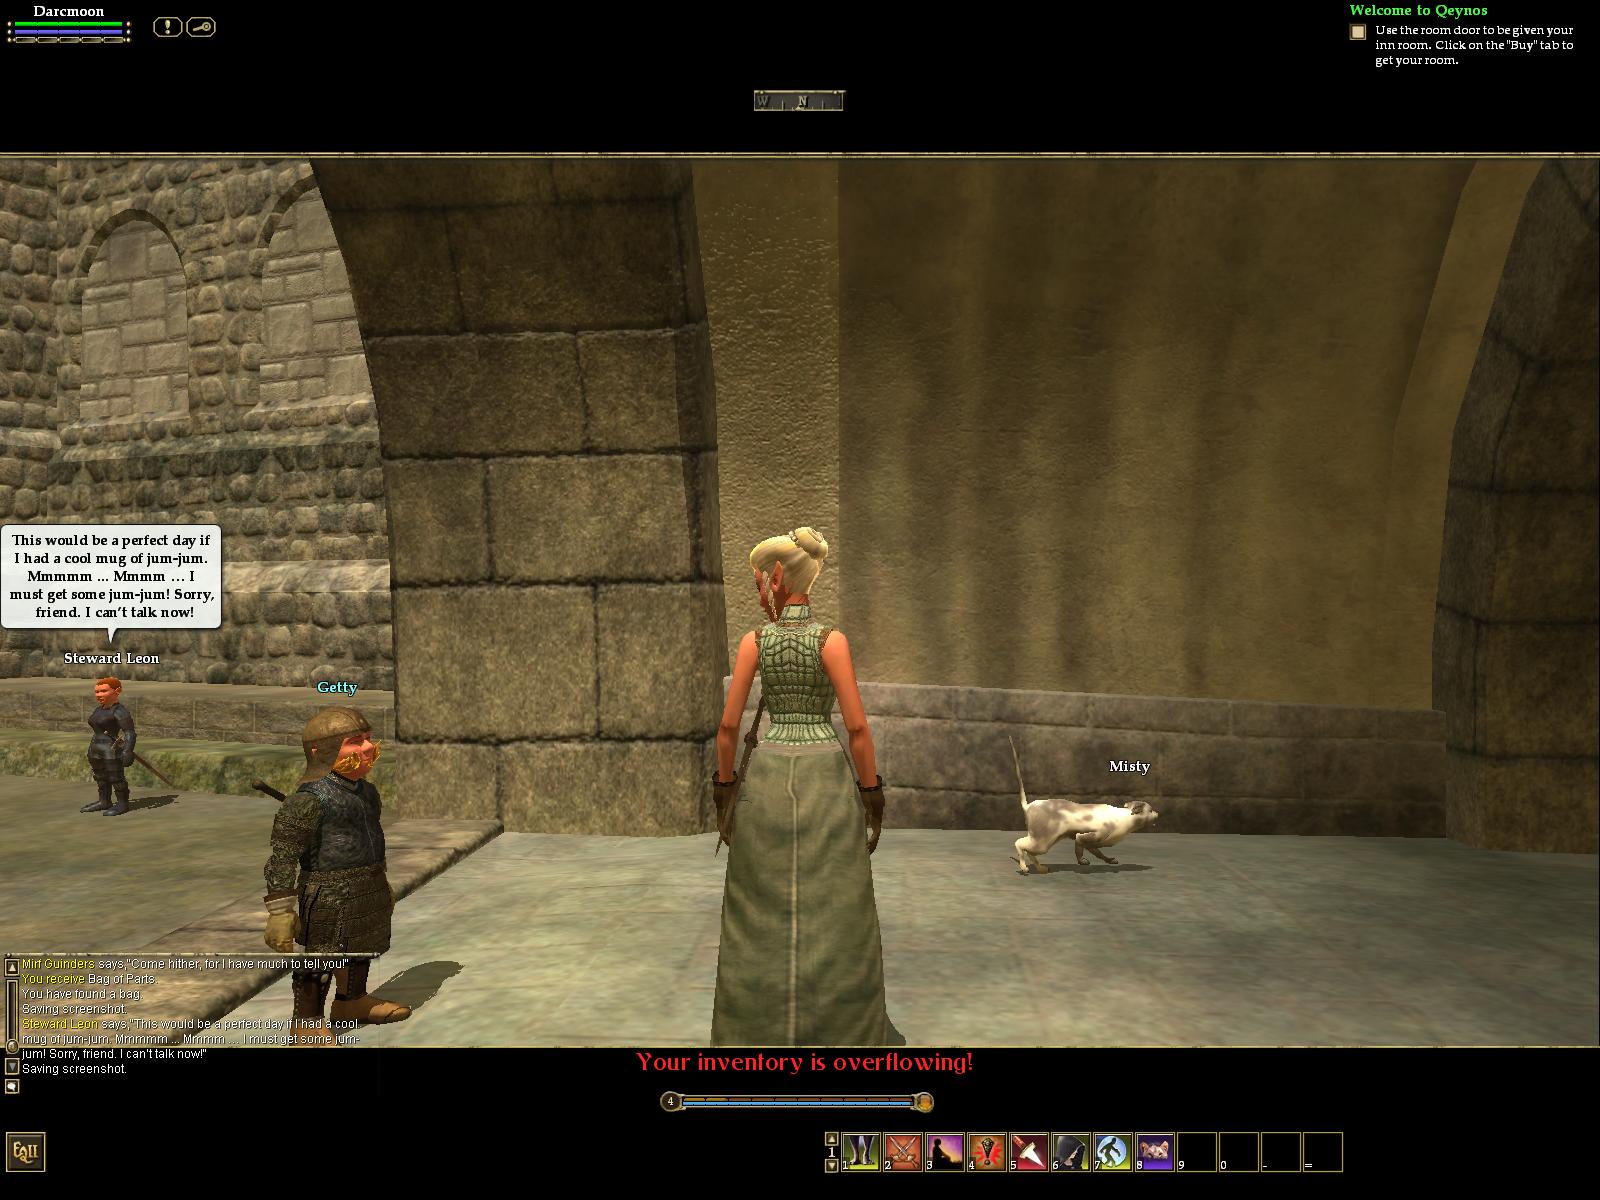 Darcmoon
Welcome to Qeynos
Use the room door to be given your
inn room. Click on the "Buy" tab to
get your room.
W N
This would be a perfect day if
I had a cool mug of jum-jum.
Mmmmm ... Mmmm ... I
must get some jum-jum! Sorry,
friend. I can't talk now!
Steward Leon
Getty
Misty
Mirf Guinders says,"Come hither, for I have much to tell you!"
You receive Bag of Parts.
You have found a bag.
Saving screenshot.
Steward Leon says,"This would be a perfect day if I had a cool
mug of jum-jum. Mmmmm ... Mmmm ... I must get some jum-
jum! Sorry, friend. I can't talk now!"
Saving screenshot.
Your inventory is overflowing!
4
EQII
1
1 2 3 4 5 6 7 8 9 0 - =